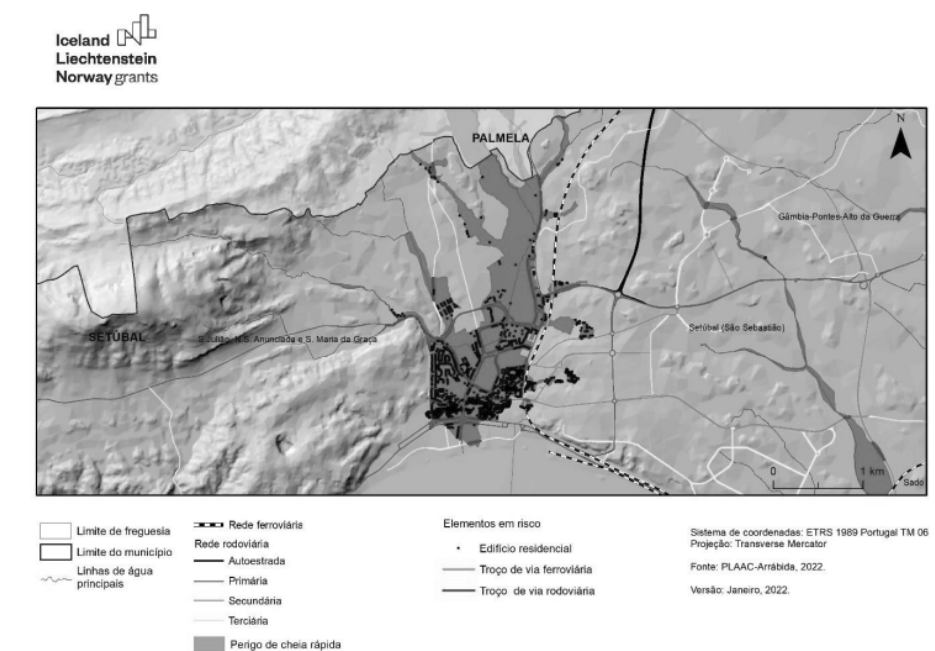 Iceland
Liechtenstein
Norway grants
PALMELA
N
Gâmbia-Pontes-Alto da Guerra
SETÚBAL
S. Julião, N.S. Anunciada e S. Maria da Graça
Setúbal (São Sebastião)
0 1 km
Sado
Limite de freguesia
Limite do município
Linhas de água
principais
Rede ferroviária
Rede rodoviária
Autoestrada
Primária
Secundária
Terciária
Perigo de cheia rápida
Elementos em risco
Edifício residencial
Troço de via ferroviária
Troço de via rodoviária
Sistema de coordenadas: ETRS 1989 Portugal TM 06
Projeção: Transverse Mercator
Fonte: PLAAC-Arrábida, 2022.
Versão: Janeiro, 2022.